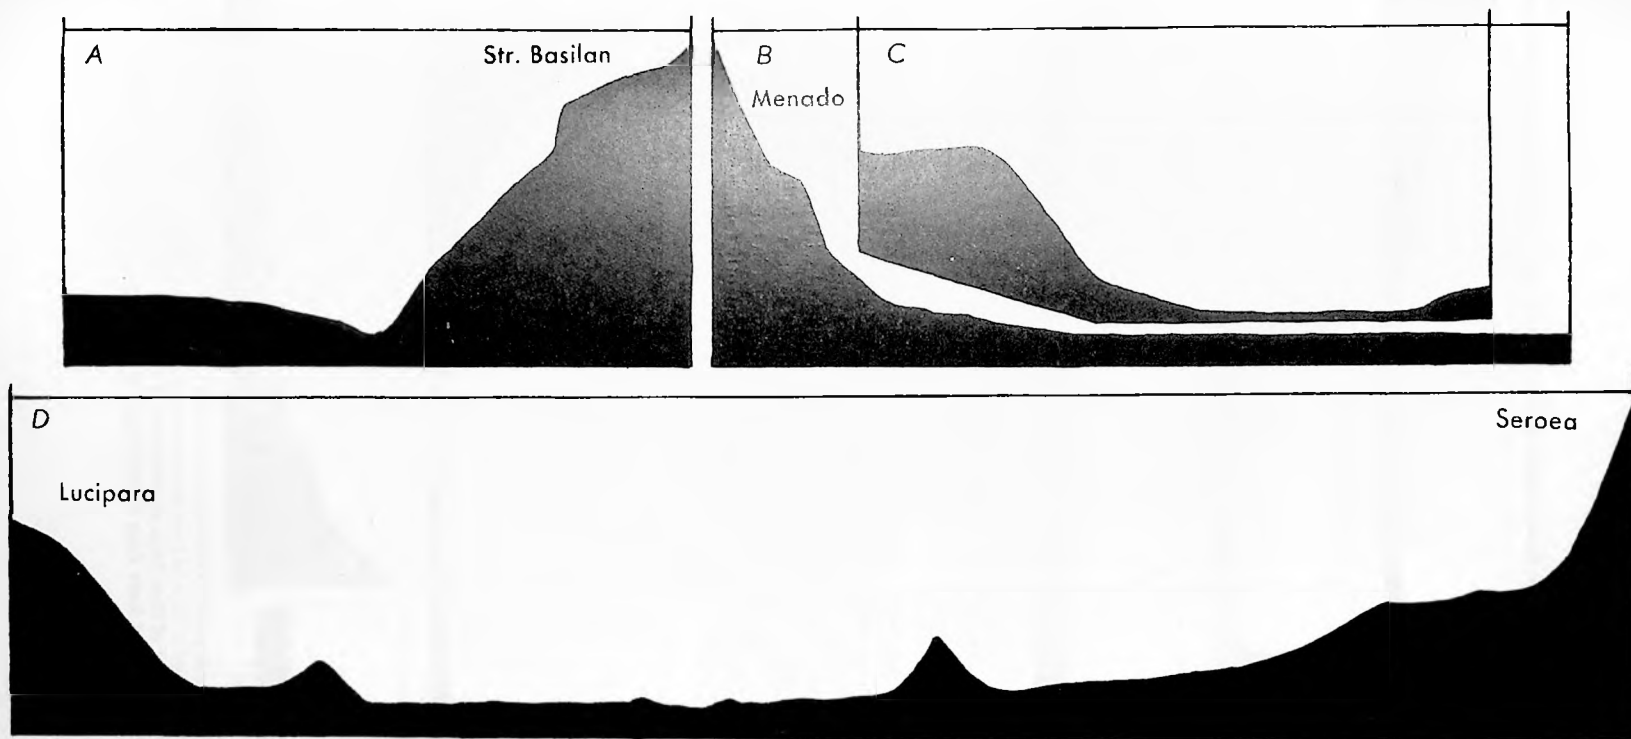 A
Str. Basilan
B
Menado
C
D
Lucipara
Seroea